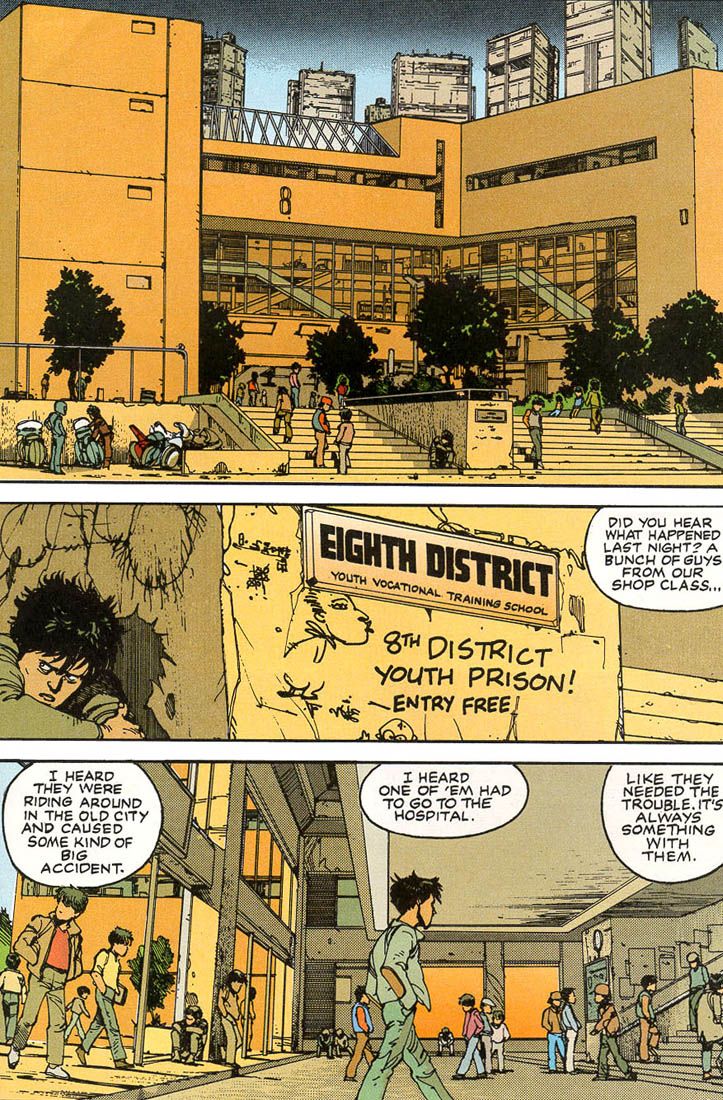 8
EIGHTH DISTRICT
YOUTH VOCATIONAL TRAINING SCHOOL
8TH DISTRICT
YOUTH PRISON!
ENTRY FREE!
DID YOU HEAR
WHAT HAPPENED
LAST NIGHT? A
BUNCH OF GUYS
FROM OUR
SHOP CLASS...
I HEARD
THEY WERE
RIDING AROUND
IN THE OLD CITY
AND CAUSED
SOME KIND OF
BIG
ACCIDENT.
I HEARD
ONE OF 'EM HAD
TO GO TO THE
HOSPITAL.
LIKE THEY
NEEDED THE
TROUBLE. IT'S
ALWAYS
SOMETHING
WITH
THEM.